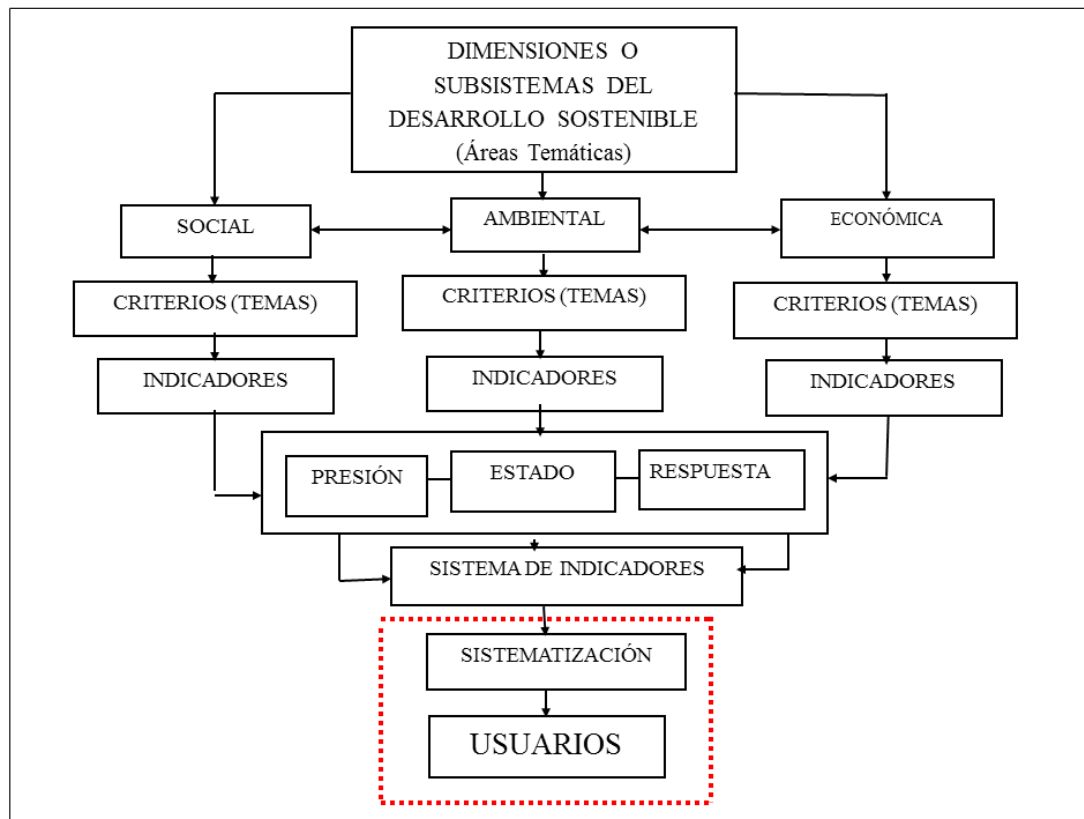 DIMENSIONES O
SUBSISTEMAS DEL
DESARROLLO SOSTENIBLE
(Áreas Temáticas)
SOCIAL
AMBIENTAL
ECONÓMICA
CRITERIOS (TEMAS)
CRITERIOS (TEMAS)
CRITERIOS (TEMAS)
INDICADORES
INDICADORES
INDICADORES
PRESIÓN
ESTADO
RESPUESTA
SISTEMA DE INDICADORES
SISTEMATIZACIÓN
USUARIOS